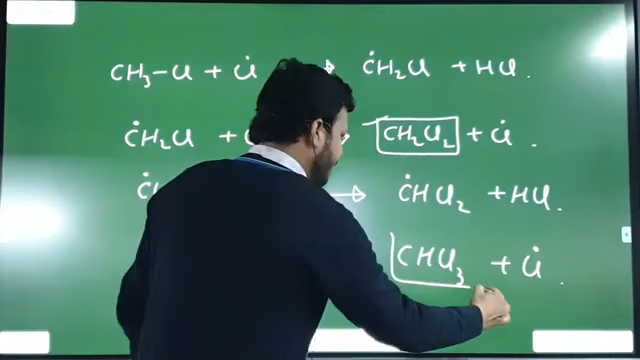 CH₃-Cl + Ċl → ĊH₂Cl + HCl.
ĊH₂Cl + → CH₂Cl₂ + Ċl.
→ ĊHCl₂ + HCl.
CHCl₃ + Ċl.